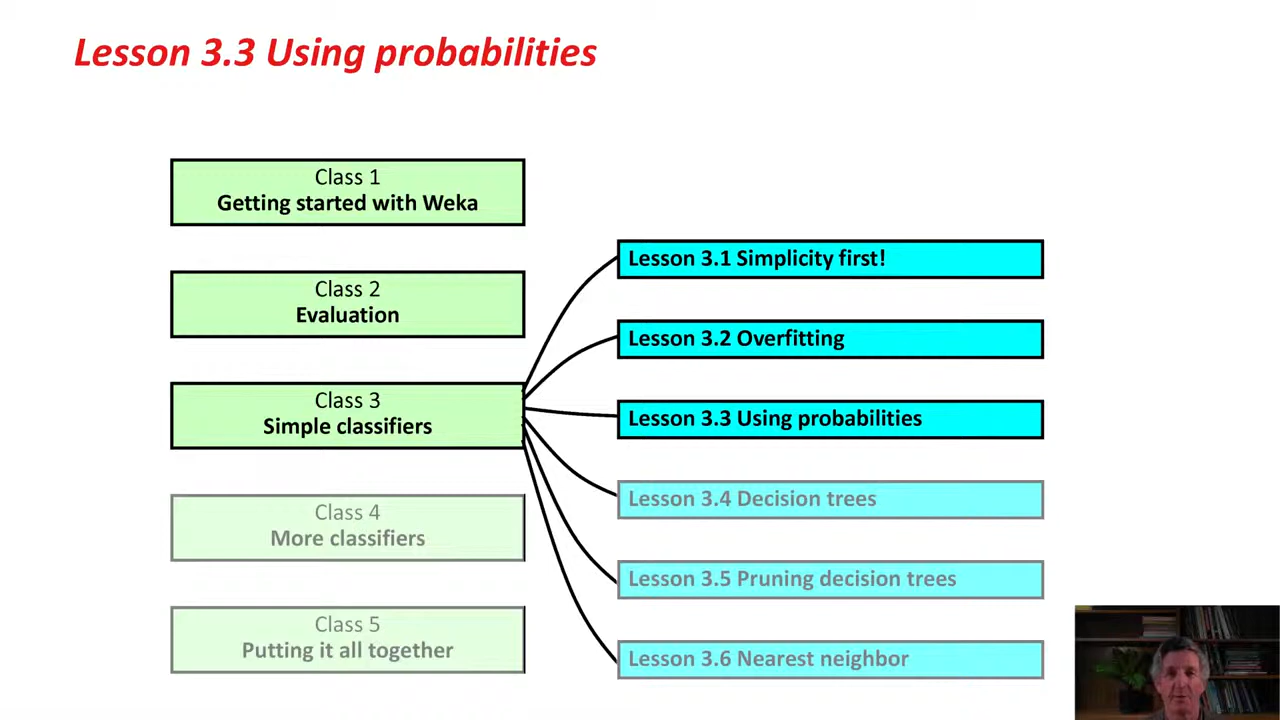 Lesson 3.3 Using probabilities
Class 1
Getting started with Weka
Class 2
Evaluation
Class 3
Simple classifiers
Class 4
More classifiers
Class 5
Putting it all together
Lesson 3.1 Simplicity first!
Lesson 3.2 Overfitting
Lesson 3.3 Using probabilities
Lesson 3.4 Decision trees
Lesson 3.5 Pruning decision trees
Lesson 3.6 Nearest neighbor